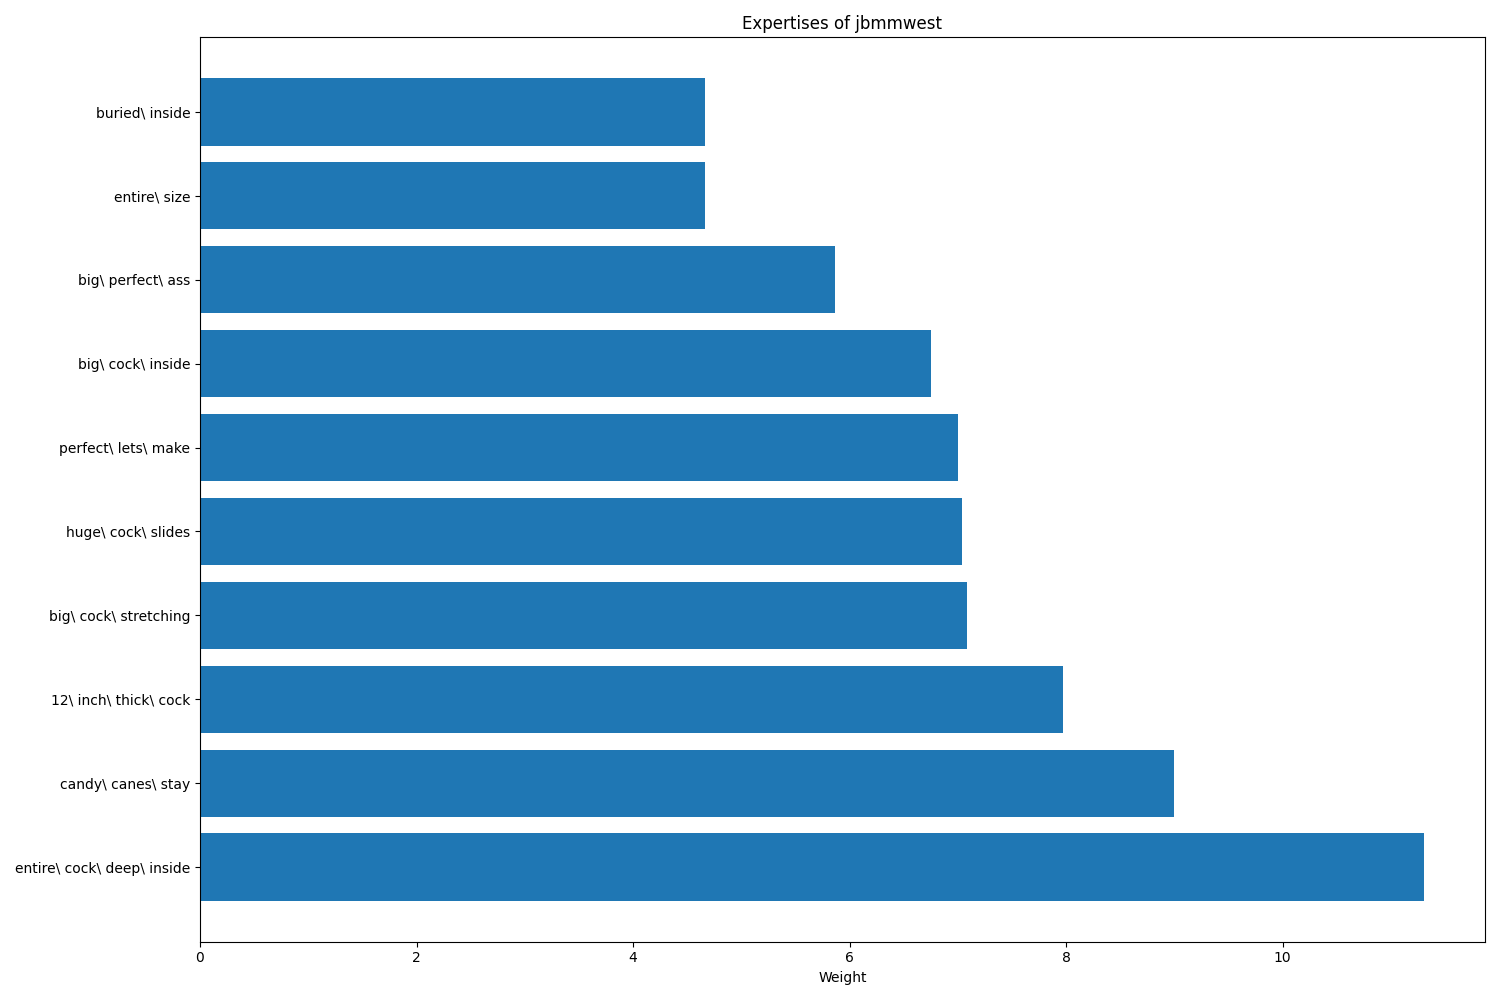 Expertises of jbmmwest
buried\ inside
entire\ size
big\ perfect\ ass
big\ cock\ inside
perfect\ lets\ make
huge\ cock\ slides
big\ cock\ stretching
12\ inch\ thick\ cock
candy\ canes\ stay
entire\ cock\ deep\ inside
0 2 4 6 8 10
Weight